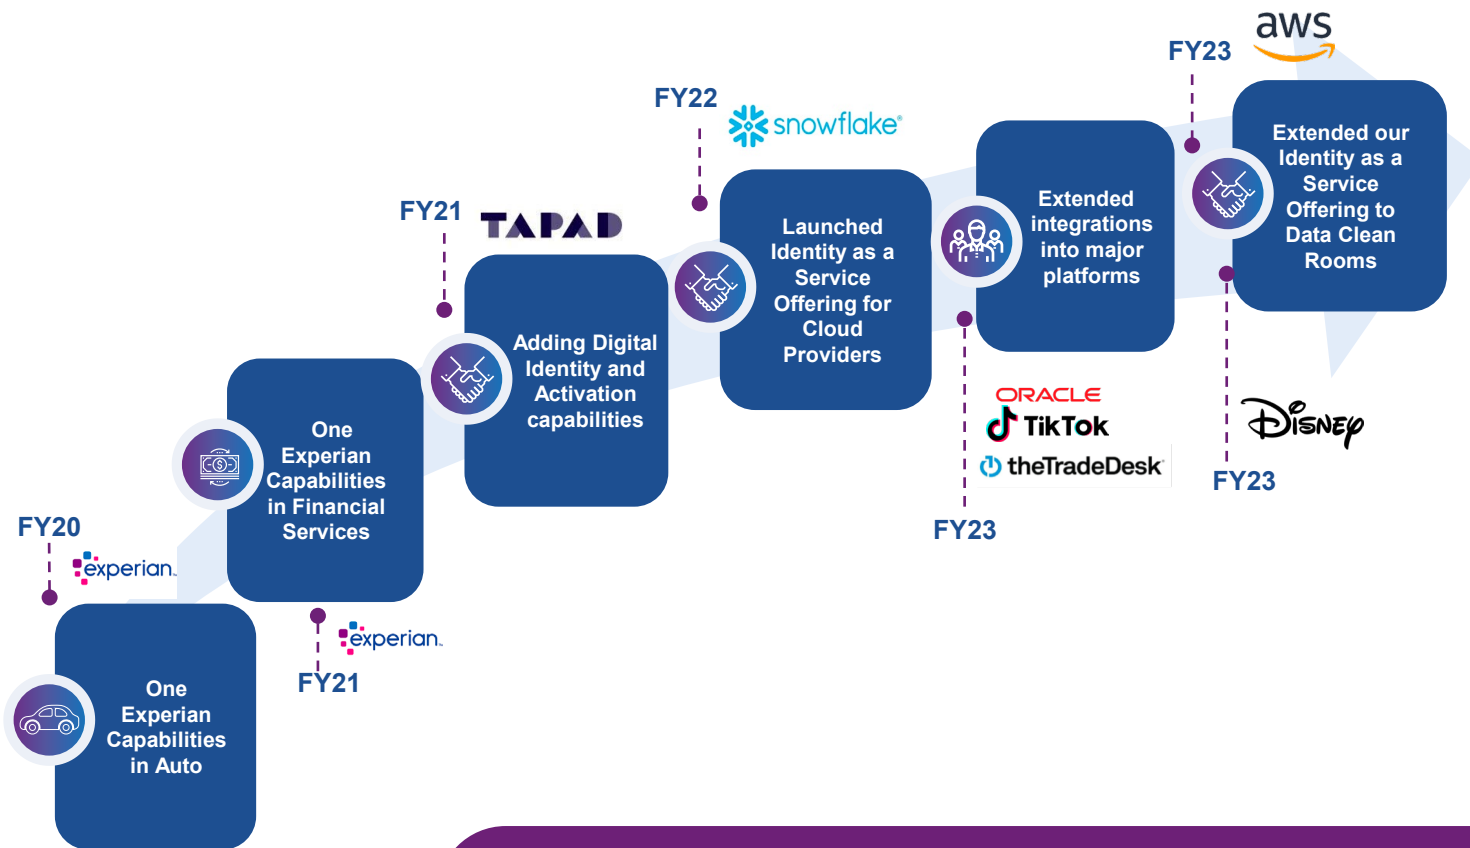 FY20
experian.
One
Experian
Capabilities
in Auto
One
Experian
Capabilities
in Financial
Services
experian.
FY21
FY21
TAPAD
Adding Digital
Identity and
Activation
capabilities
FY22
snowflake®
Launched
Identity as a
Service
Offering for
Cloud
Providers
Extended
integrations
into major
platforms
ORACLE
TikTok
theTradeDesk
FY23
FY23
aws
Extended our
Identity as a
Service
Offering to
Data Clean
Rooms
Disney
FY23